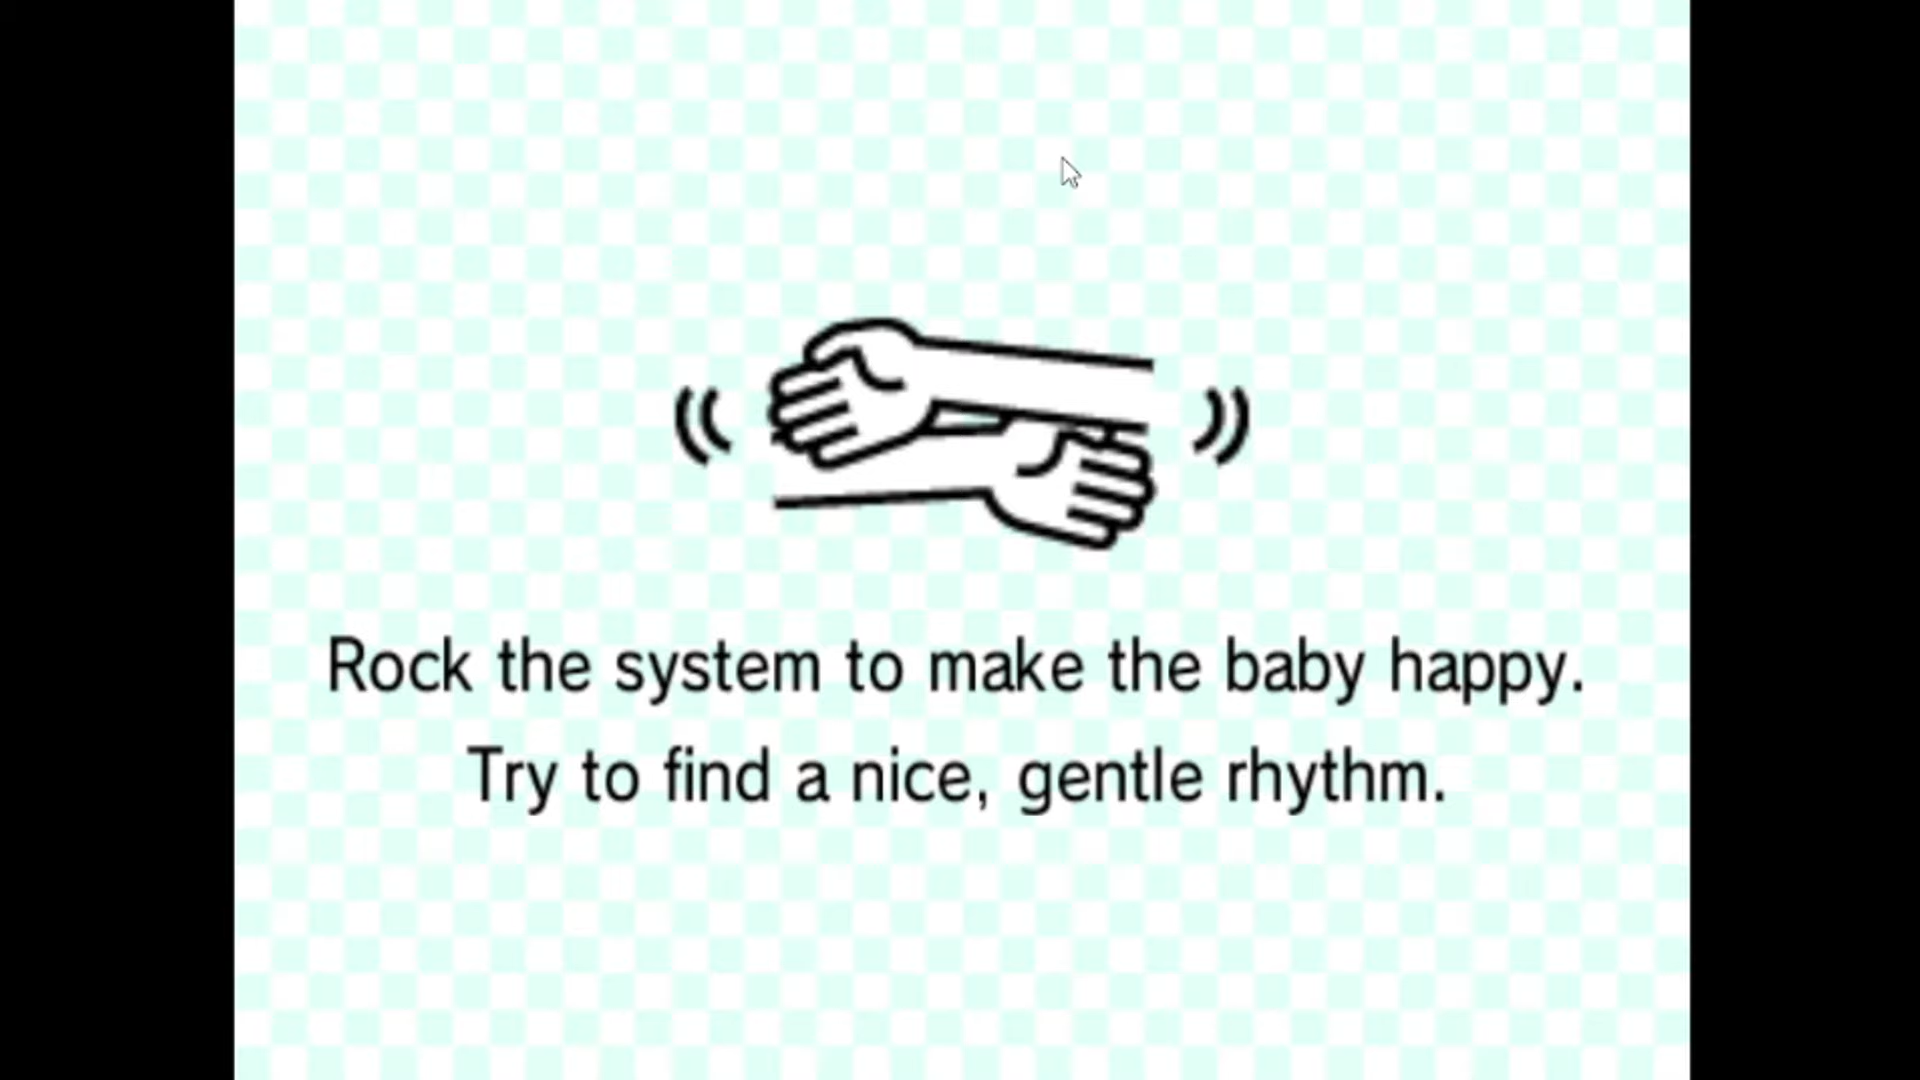 Rock the system to make the baby happy.
Try to find a nice, gentle rhythm.